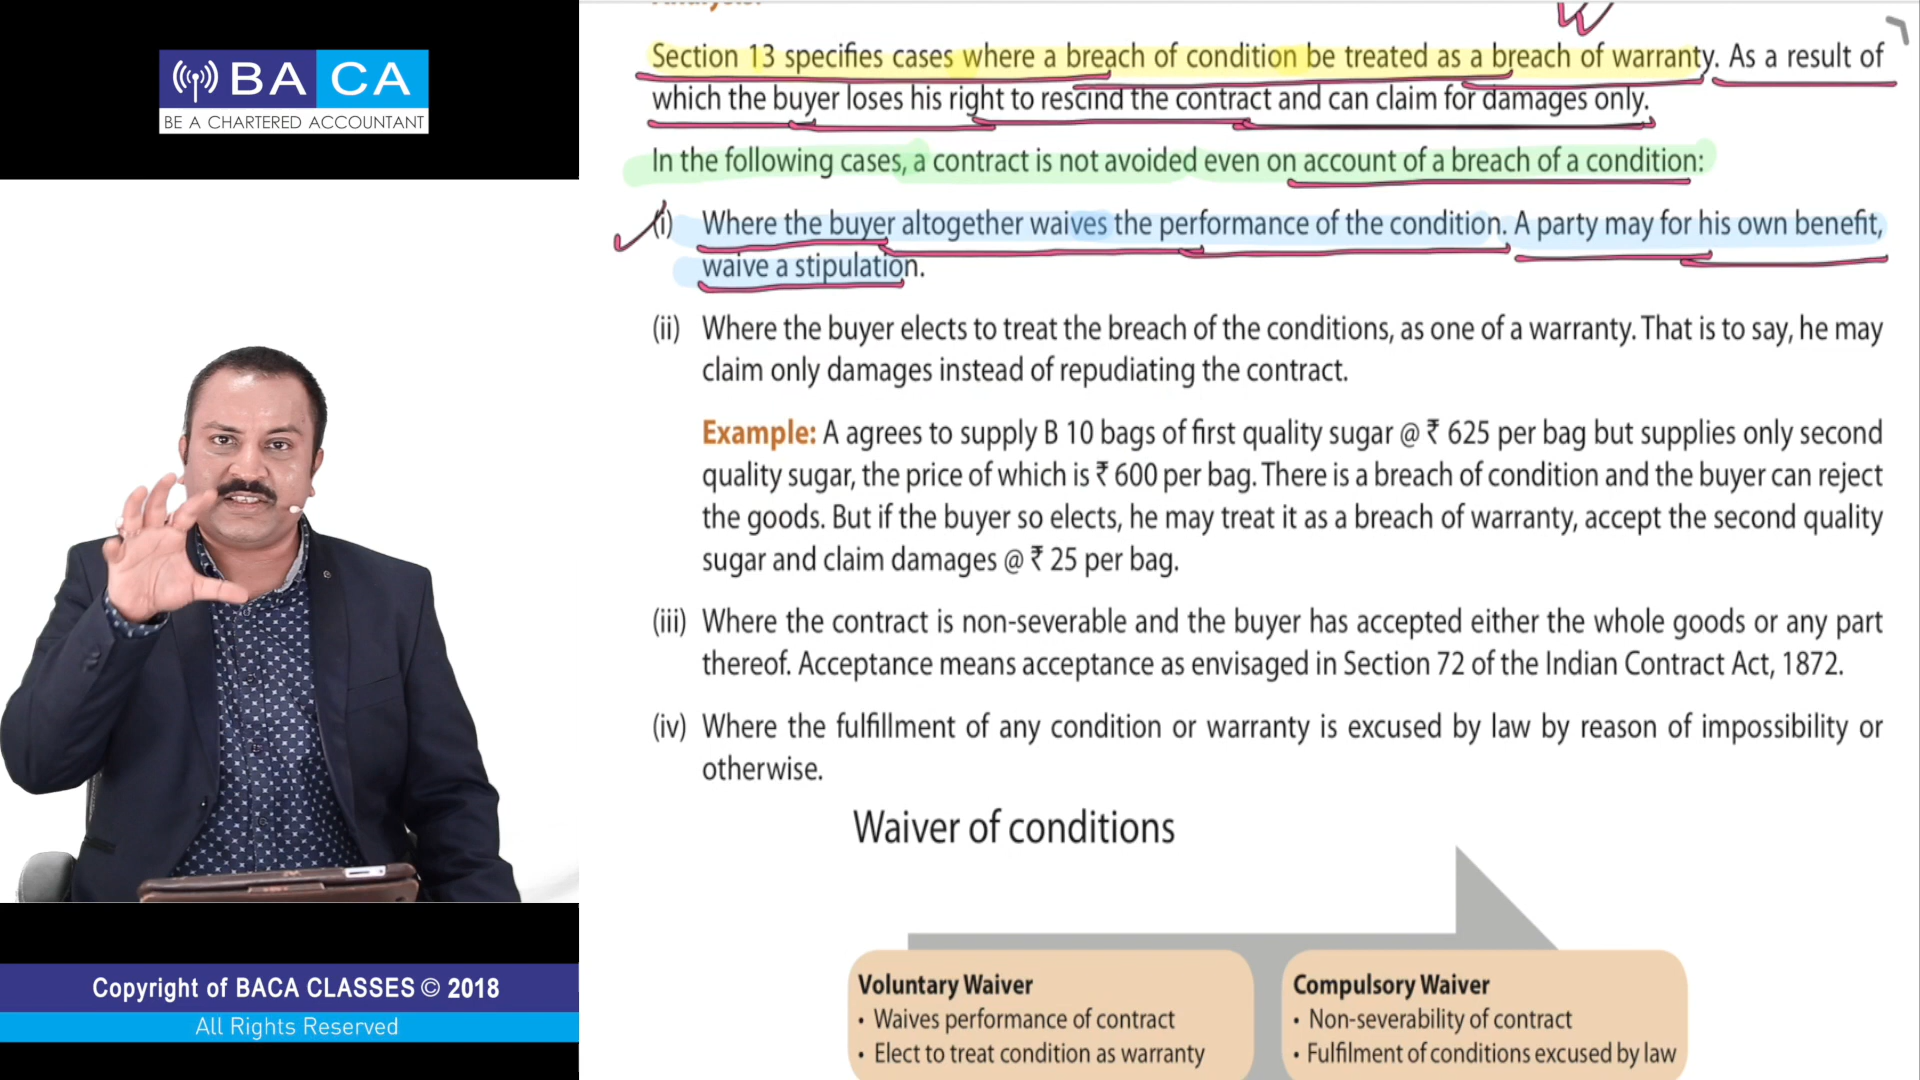 BA CA
BE A CHARTERED ACCOUNTANT
Section 13 specifies cases where a breach of condition be treated as a breach of warranty. As a result of
which the buyer loses his right to rescind the contract and can claim for damages only.
In the following cases, a contract is not avoided even on account of a breach of a condition:
(i) Where the buyer altogether waives the performance of the condition. A party may for his own benefit,
waive a stipulation.
(ii) Where the buyer elects to treat the breach of the conditions, as one of a warranty. That is to say, he may
claim only damages instead of repudiating the contract.
Example: A agrees to supply B 10 bags of first quality sugar @ ₹ 625 per bag but supplies only second
quality sugar, the price of which is ₹ 600 per bag. There is a breach of condition and the buyer can reject
the goods. But if the buyer so elects, he may treat it as a breach of warranty, accept the second quality
sugar and claim damages @ ₹ 25 per bag.
(iii) Where the contract is non-severable and the buyer has accepted either the whole goods or any part
thereof. Acceptance means acceptance as envisaged in Section 72 of the Indian Contract Act, 1872.
(iv) Where the fulfillment of any condition or warranty is excused by law by reason of impossibility or
otherwise.
Waiver of conditions
Voluntary Waiver
• Waives performance of contract
• Elect to treat condition as warranty
Compulsory Waiver
• Non-severability of contract
• Fulfilment of conditions excused by law
Copyright of BACA CLASSES © 2018
All Rights Reserved